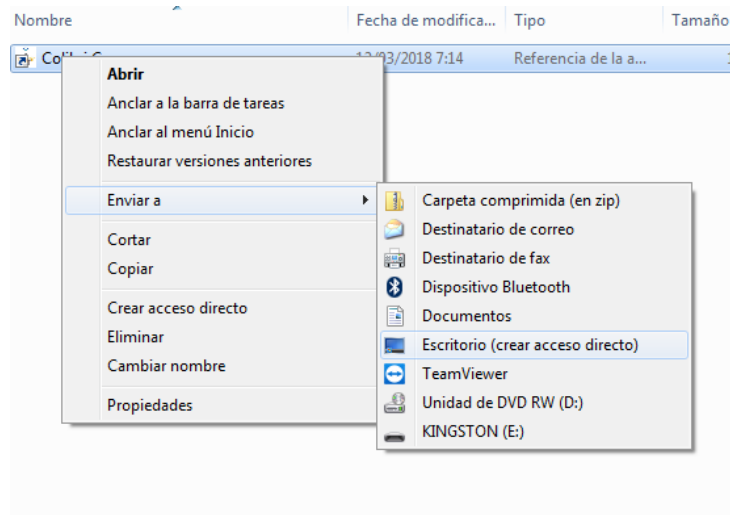 Nombre Fecha de modifica... Tipo Tamaño
2018 7:14 Referencia de la a...
Abrir
Anclar a la barra de tareas
Anclar al menú Inicio
Restaurar versiones anteriores
Enviar a
Cortar
Copiar
Crear acceso directo
Eliminar
Cambiar nombre
Propiedades
Carpeta comprimida (en zip)
Destinatario de correo
Destinatario de fax
Dispositivo Bluetooth
Documentos
Escritorio (crear acceso directo)
TeamViewer
Unidad de DVD RW (D:)
KINGSTON (E:)